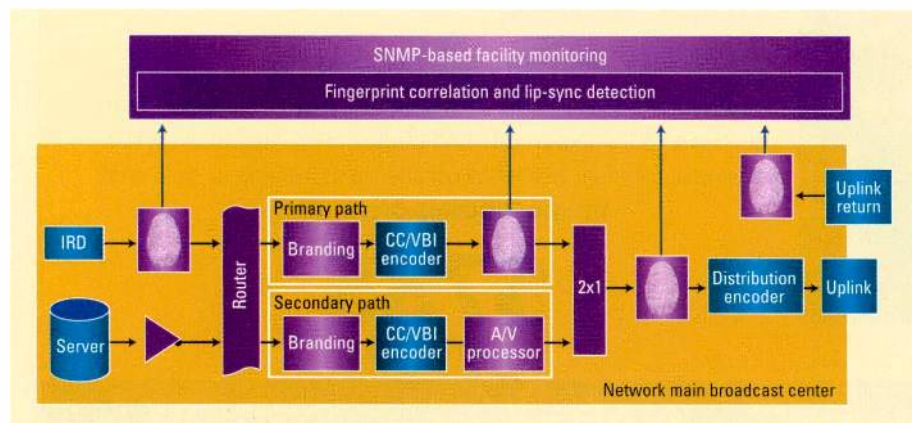 SNMP-based facility monitoring
Fingerprint correlation and lip-sync detection
Uplink
return
Primary path
IRD
Router
Branding
CC/VBI
encoder
2x1
Distribution
encoder
Uplink
Secondary path
Server
Branding
CC/VBI
encoder
A/V
processor
Network main broadcast center